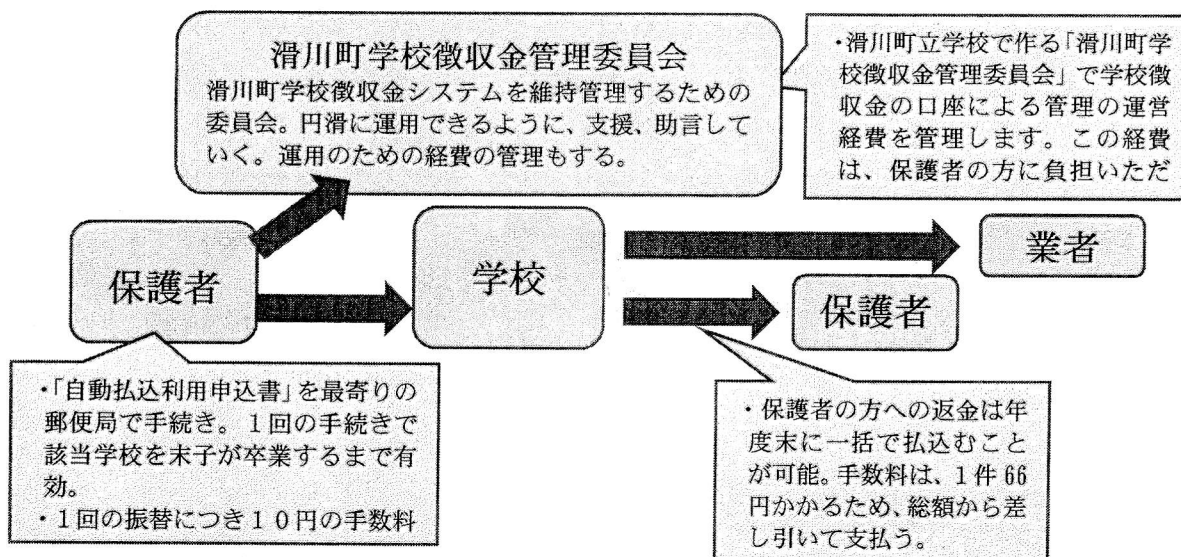 滑川町学校徴収金管理委員会
滑川町学校徴収金システムを維持管理するための
委員会。円滑に運用できるように、支援、助言して
いく。運用のための経費の管理もする。
・滑川町立学校で作る「滑川町学
校徴収金管理委員会」で学校徴
収金の口座による管理の運営
経費を管理します。この経費
は、保護者の方に負担いただ
保護者
学校
業者
保護者
・「自動払込利用申込書」を最寄りの
郵便局で手続き。1回の手続きで
該当学校を末子が卒業するまで有
効。
・1回の振替につき10円の手数料
・保護者の方への返金は年
度末に一括で払込むこと
が可能。手数料は、1件66
円かかるため、総額から差
し引いて支払う。